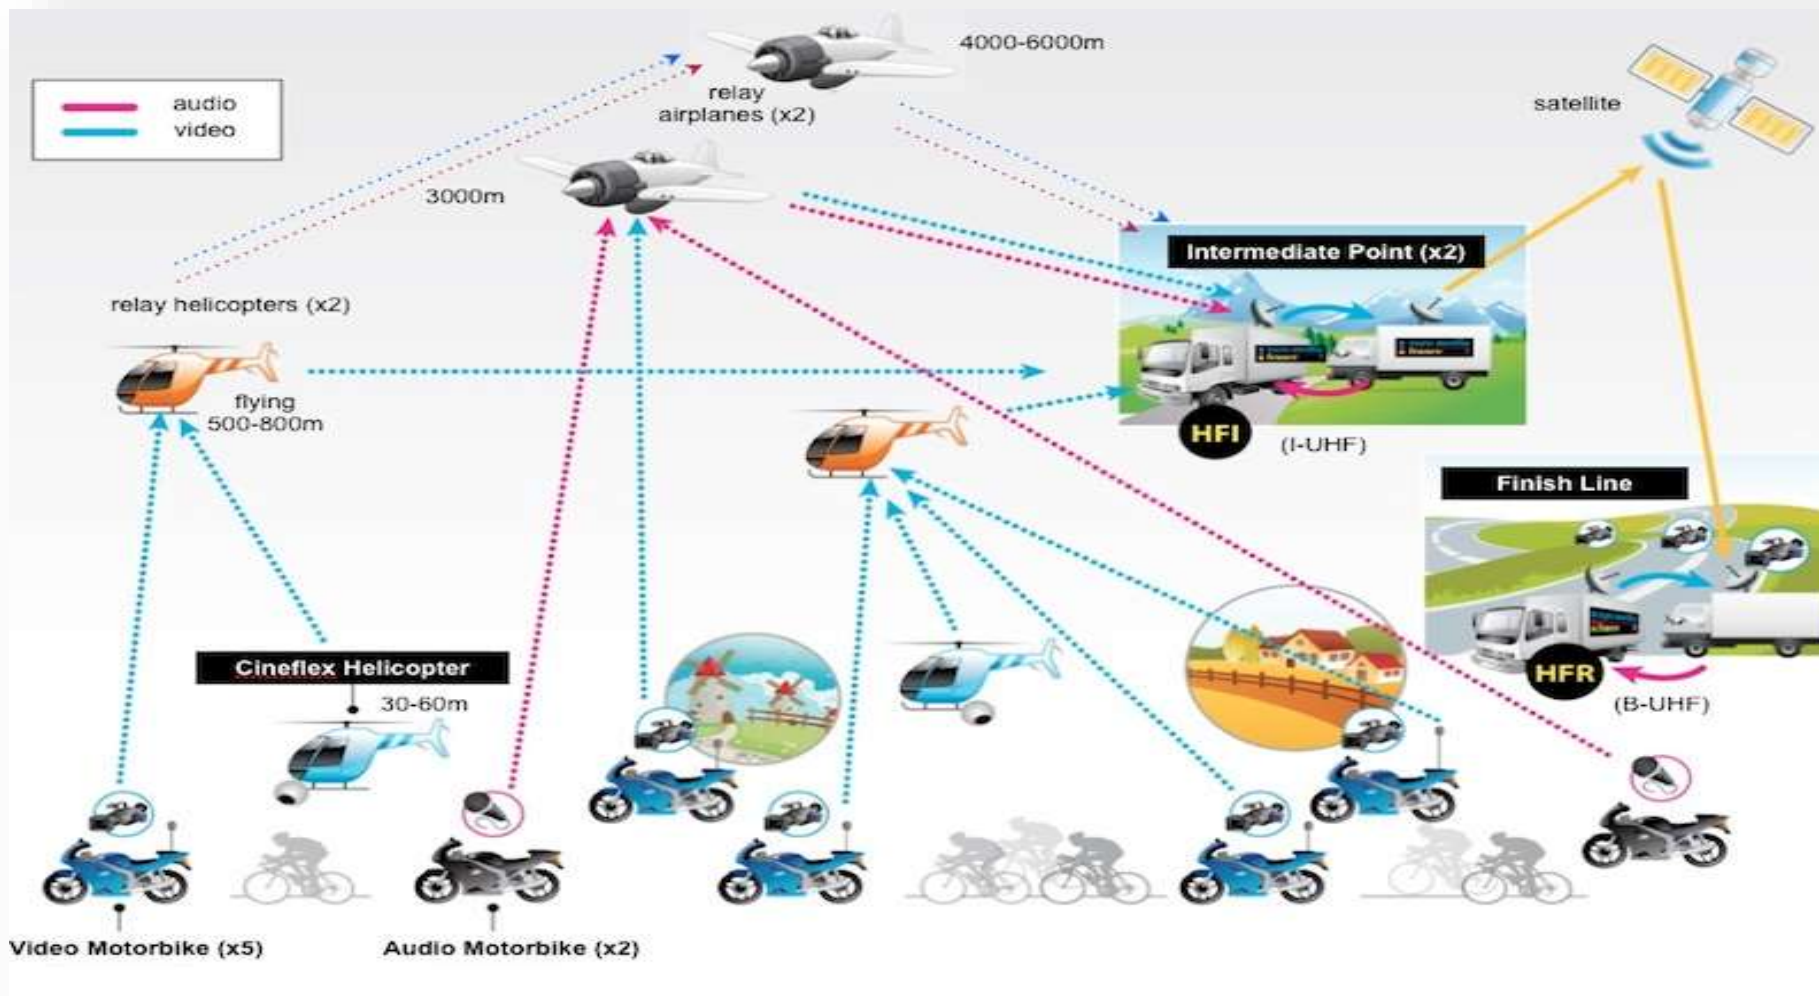 4000-6000m
audio
video
relay
airplanes (x2)
satellite
3000m
Intermediate Point (x2)
relay helicopters (x2)
flying
500-800m
HFI
(I-UHF)
Finish Line
Cineflex Helicopter
30-60m
HFR
(B-UHF)
Video Motorbike (x5)
Audio Motorbike (x2)